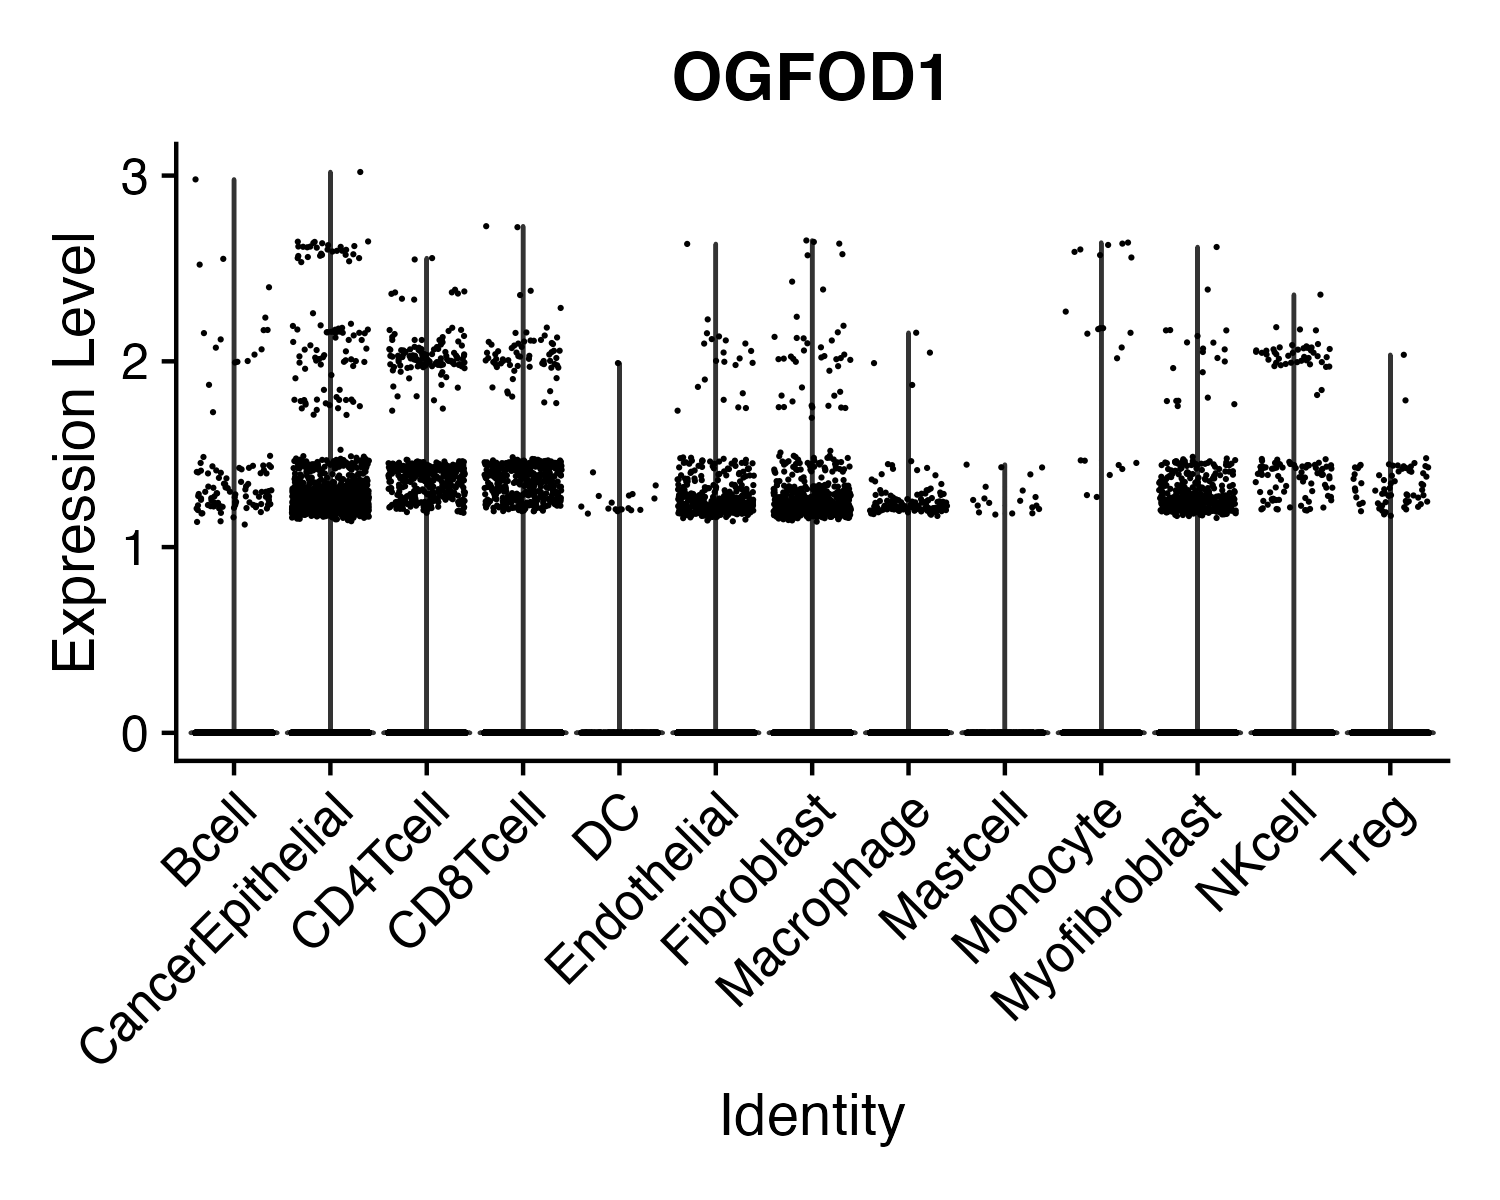 OGFOD1
Expression Level
3
2
1
0
Bcell
CancerEpithelial
CD4Tcell
CD8Tcell
DC
Endothelial
Fibroblast
Macrophage
Mastcell
Monocyte
Myofibroblast
NKcell
Treg
Identity